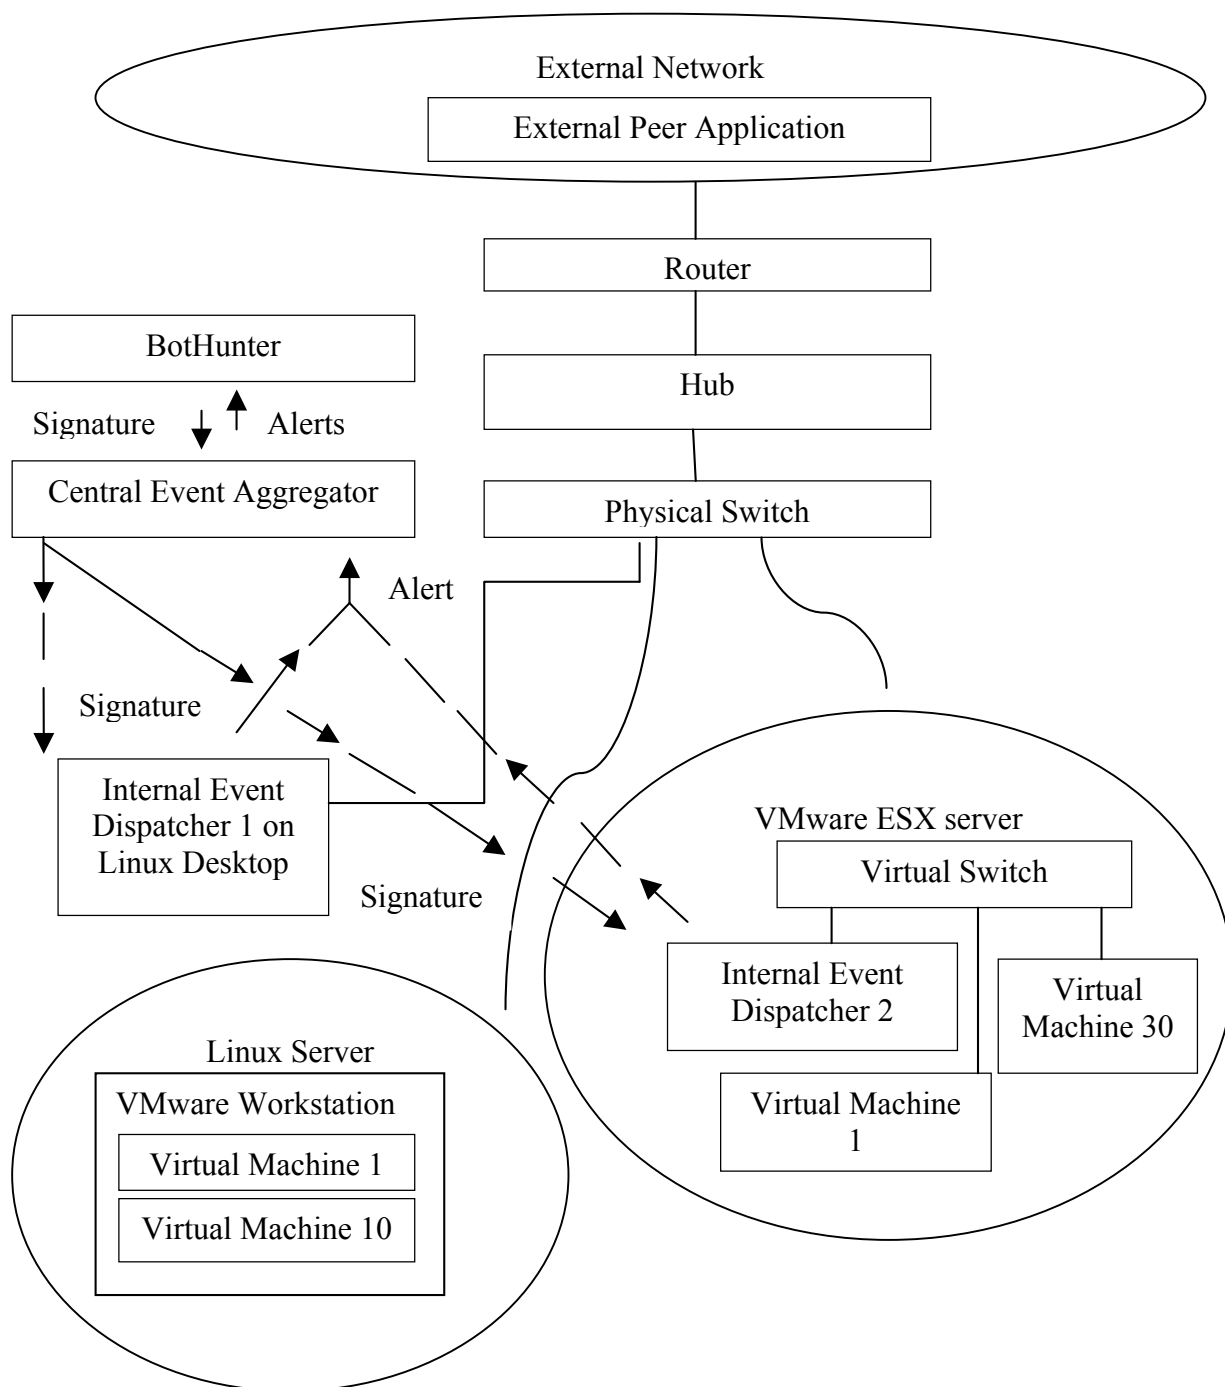 External Network
External Peer Application
Router
BotHunter
Hub
Signature
Alerts
Central Event Aggregator
Physical Switch
Alert
Signature
Internal Event
Dispatcher 1 on
Linux Desktop
Signature
VMware ESX server
Virtual Switch
Internal Event
Dispatcher 2
Virtual
Machine 30
Virtual Machine
1
Linux Server
VMware Workstation
Virtual Machine 1
Virtual Machine 10